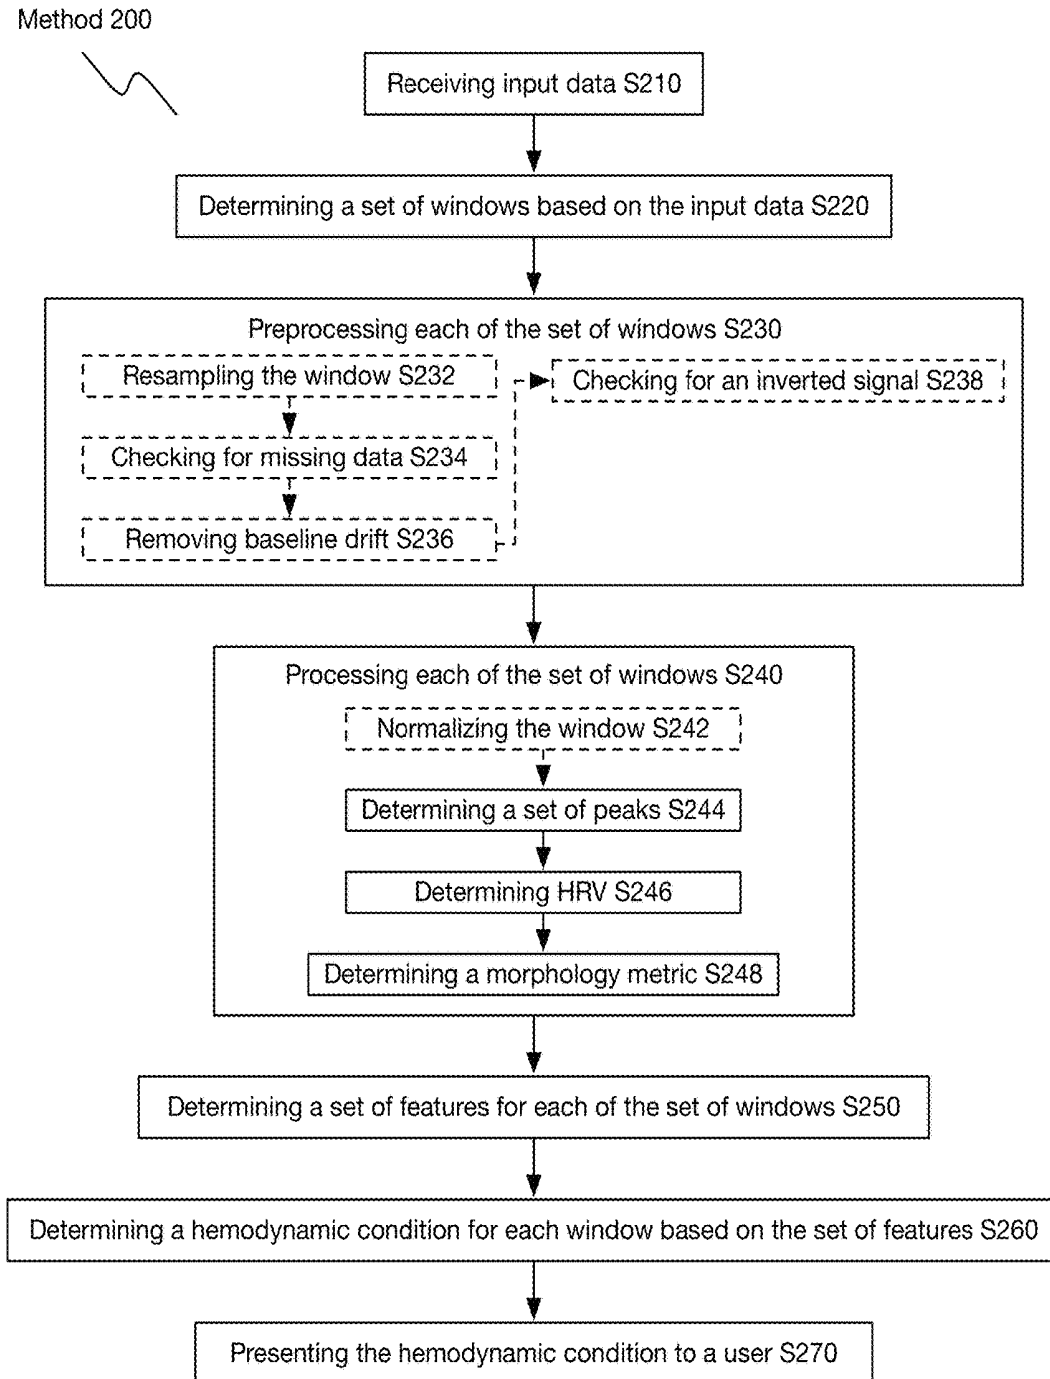 Method 200
Receiving input data S210
Determining a set of windows based on the input data S220
Preprocessing each of the set of windows S230
Resampling the window S232
Checking for missing data S234
Removing baseline drift S236
Checking for an inverted signal S238
Processing each of the set of windows S240
Normalizing the window S242
Determining a set of peaks S244
Determining HRV S246
Determining a morphology metric S248
Determining a set of features for each of the set of windows S250
Determining a hemodynamic condition for each window based on the set of features S260
Presenting the hemodynamic condition to a user S270